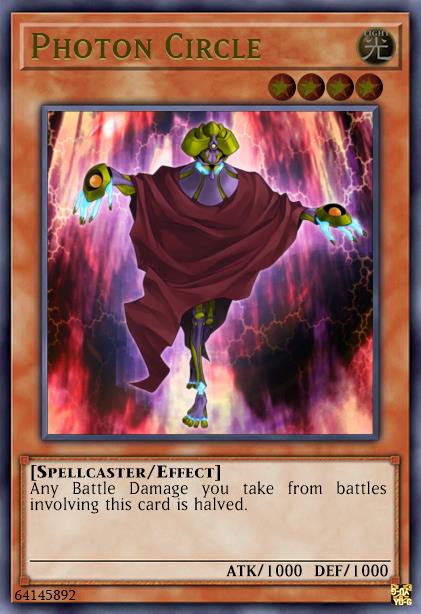 PHOTON CIRCLE
LIGHT
光
[SPELLCASTER/EFFECT]
Any Battle Damage you take from battles
involving this card is halved.
ATK/1000 DEF/1000
64145892